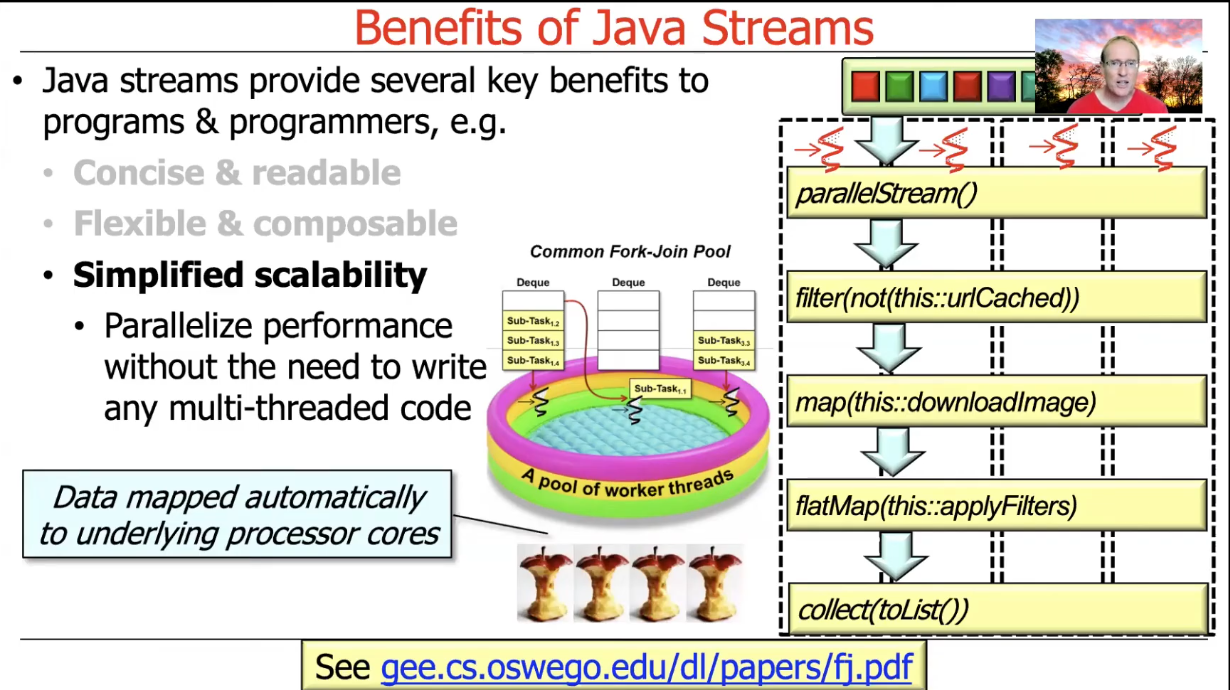 Benefits of Java Streams
• Java streams provide several key benefits to
programs & programmers, e.g.
• Concise & readable
• Flexible & composable
• Simplified scalability
• Parallelize performance
without the need to write
any multi-threaded code
Data mapped automatically
to underlying processor cores
Common Fork-Join Pool
Deque
Deque
Deque
Sub-Task1.2
Sub-Task1.3
Sub-Task1.4
Sub-Task3.3
Sub-Task3.4
Sub-Task1.1
A pool of worker threads
parallelStream()
filter(not(this::urlCached))
map(this::downloadImage)
flatMap(this::applyFilters)
collect(toList())
See gee.cs.oswego.edu/dl/papers/fj.pdf